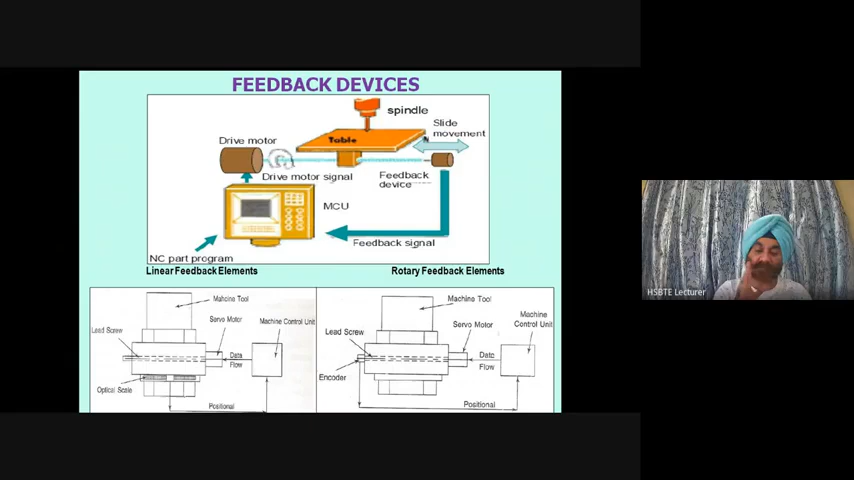 FEEDBACK DEVICES
spindle
Slide
movement
Table
Drive motor
Drive motor signal
Feedback
device
MCU
Feedback signal
NC part program
Linear Feedback Elements
Rotary Feedback Elements
Mahcine Tool
Servo Motor
Machine Control Unit
Lead Screw
Data
Flow
Optical Scale
Positional
Machine Tool
Machine
Control Unit
Servo Motor
Lead Screw
Data
Flow
Encoder
Positional
HSBTE Lecturer